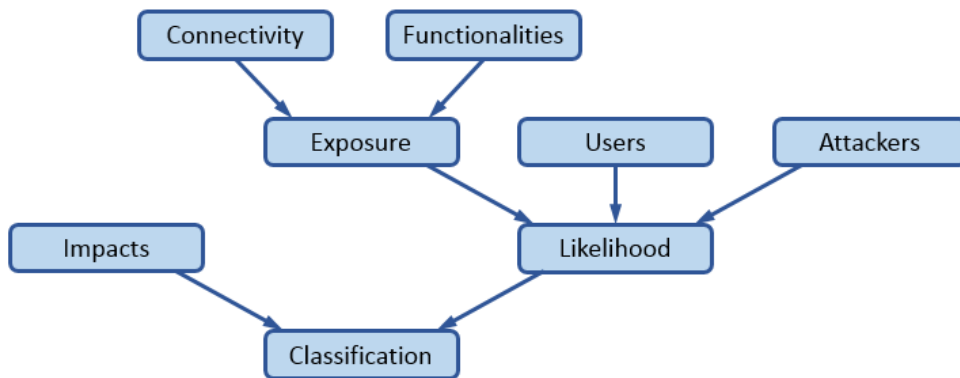 Connectivity
Functionalities
Exposure
Users
Attackers
Impacts
Likelihood
Classification